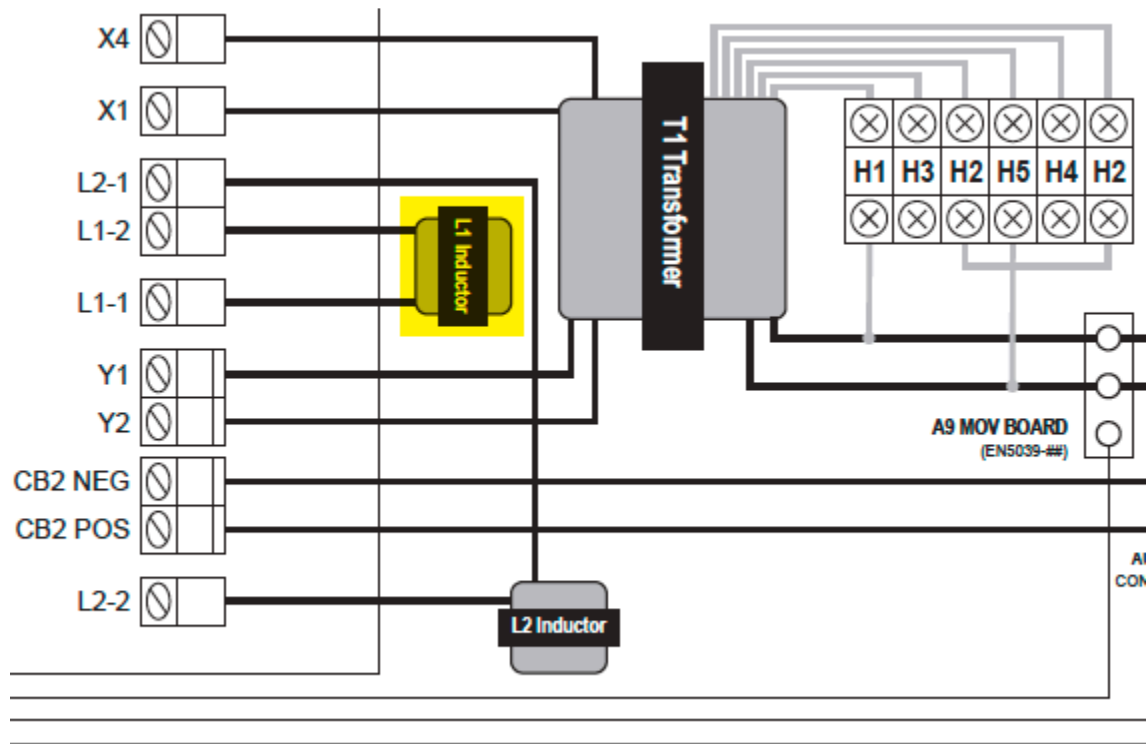 X4
X1
L2-1
L1-2
L1-1
Y1
Y2
CB2 NEG
CB2 POS
L2-2
L1 Inductor
T1 Transformer
L2 Inductor
H1 H3 H2 H5 H4 H2
A9 MOV BOARD
(EN5039-##)